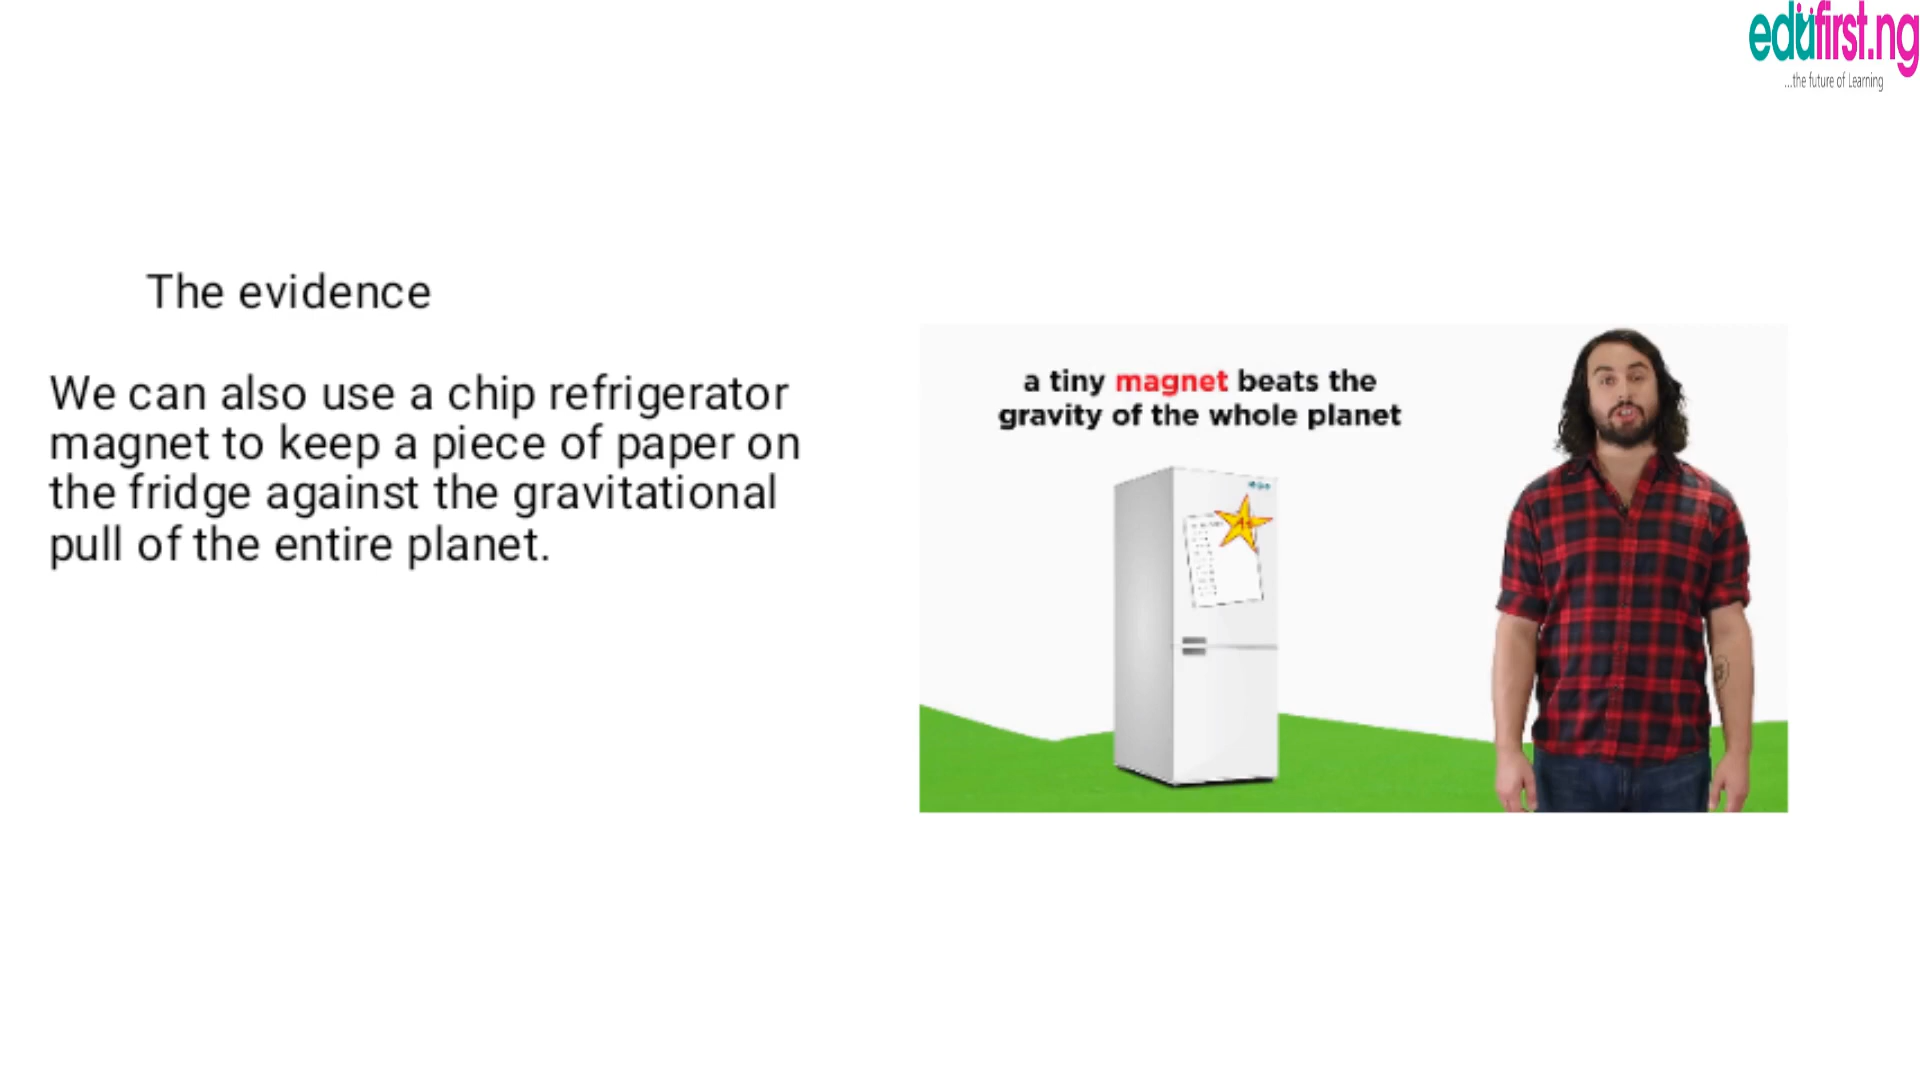 edufirst.ng
...the future of Learning
The evidence
We can also use a chip refrigerator
magnet to keep a piece of paper on
the fridge against the gravitational
pull of the entire planet.
a tiny magnet beats the
gravity of the whole planet